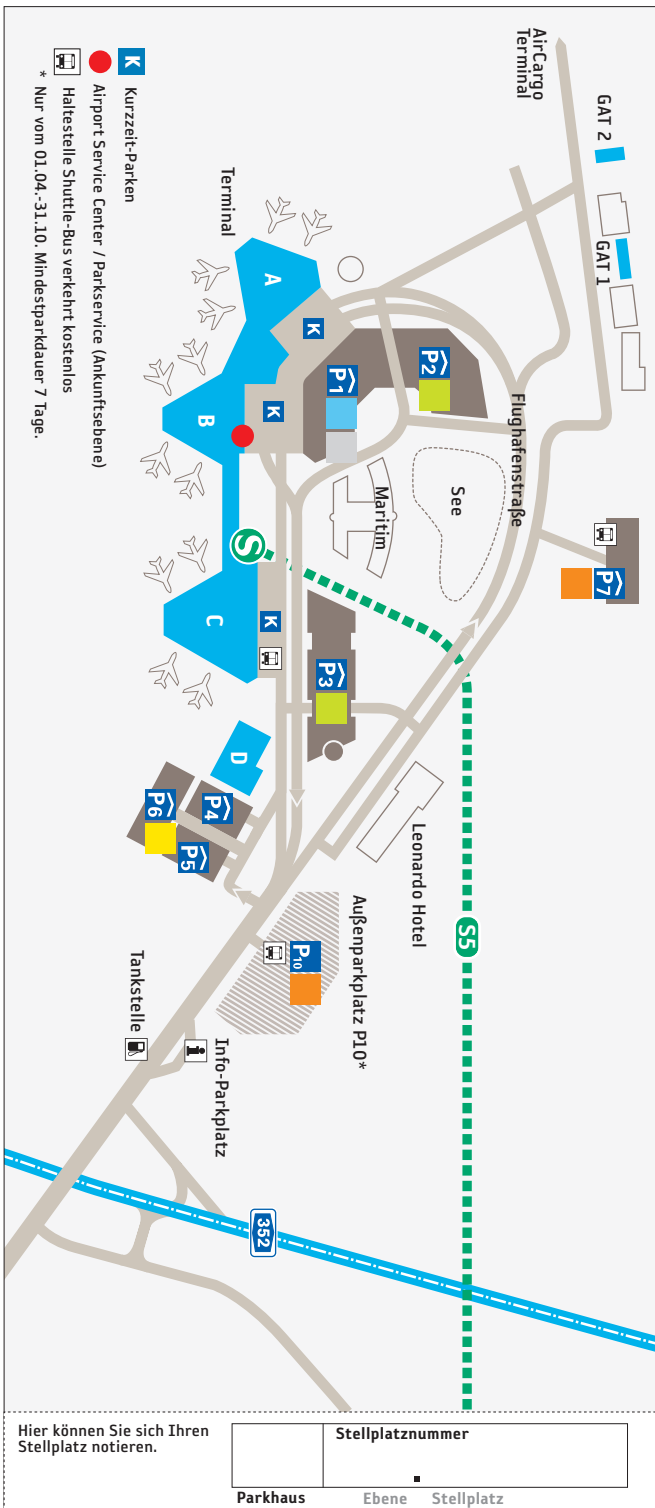 AirCargo
Terminal
GAT 2
GAT 1
Flughafenstraße
P7
P2
P1
K
K
See
Maritim
Terminal
A
B
C
D
S
K
P3
P4
P5
P6
Leonardo Hotel
S5
P10
Außenparkplatz P10*
Info-Parkplatz
Tankstelle
352
K Kurzzeit-Parken
Airport Service Center / Parkservice (Ankunftsebene)
Haltestelle Shuttle-Bus verkehrt kostenlos
* Nur vom 01.04.-31.10. Mindestparkdauer 7 Tage.
Hier können Sie sich Ihren
Stellplatz notieren.
Stellplatznummer
.
Parkhaus
Ebene Stellplatz